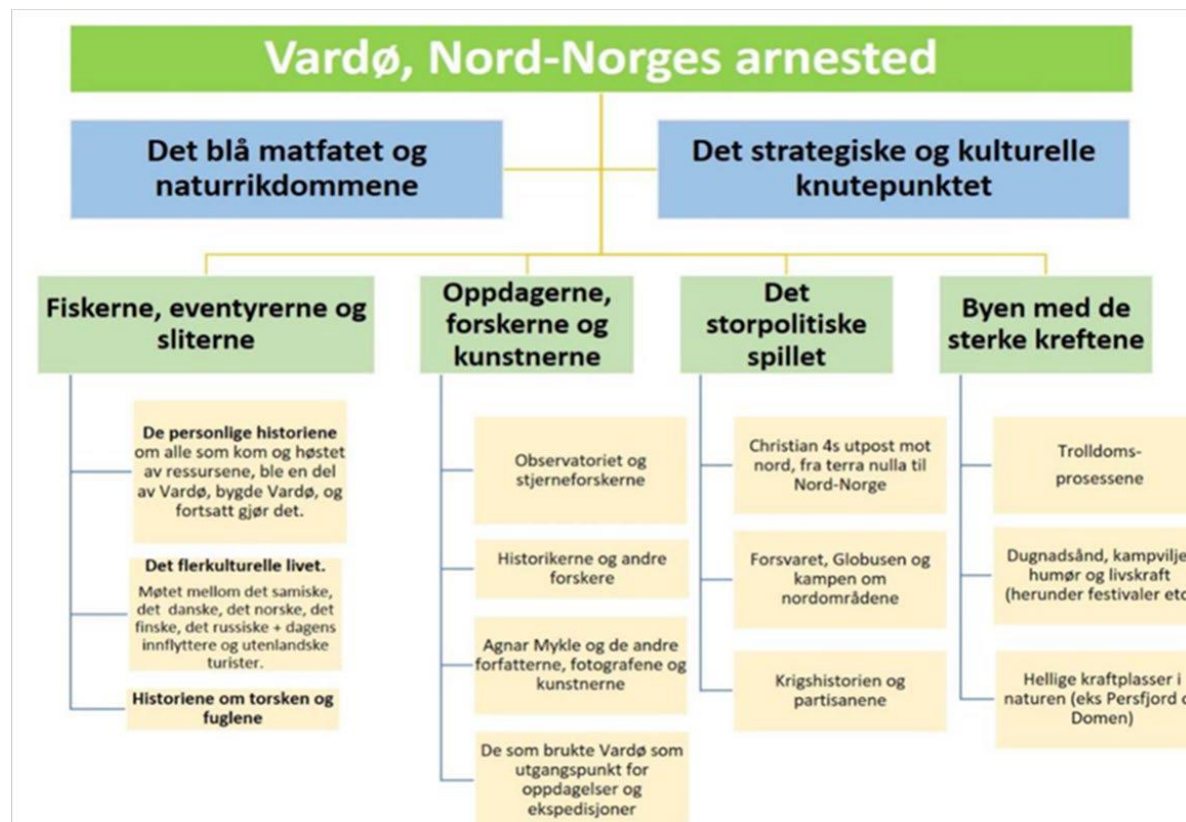 Vardø, Nord-Norges arnested
Det blå matfatet og
naturrikdommene
Det strategiske og kulturelle
knutepunktet
Fiskerne, eventyrerne og
sliterne
De personlige historiene
om alle som kom og høstet
av ressursene, ble en del
av Vardø, bygde Vardø, og
fortsatt gjør det.
Det flerkulturelle livet.
Møtet mellom det samiske,
det danske, det norske, det
finske, det russiske + dagens
innflyttere og utenlandske
turister.
Historiene om torsken og
fuglene
Oppdagerne,
forskerne og
kunstnerne
Observatoriet og
stjerneforskerne
Historikerne og andre
forskere
Agnar Mykle og de andre
forfatterne, fotografene og
kunstnerne
De som brukte Vardø som
utgangspunkt for
oppdagelser og
ekspedisjoner
Det
storpolitiske
spillet
Christian 4s utpost mot
nord, fra terra nulla til
Nord-Norge
Forsvaret, Globusen og
kampen om
nordområdene
Krigshistorien og
partisanene
Byen med de
sterke kreftene
Trolldoms-
prosessene
Dugnadsånd, kampvilje
humør og livskraft
(herunder festivaler etc
Hellige kraftplasser i
naturen (eks Persfjord
Domen)